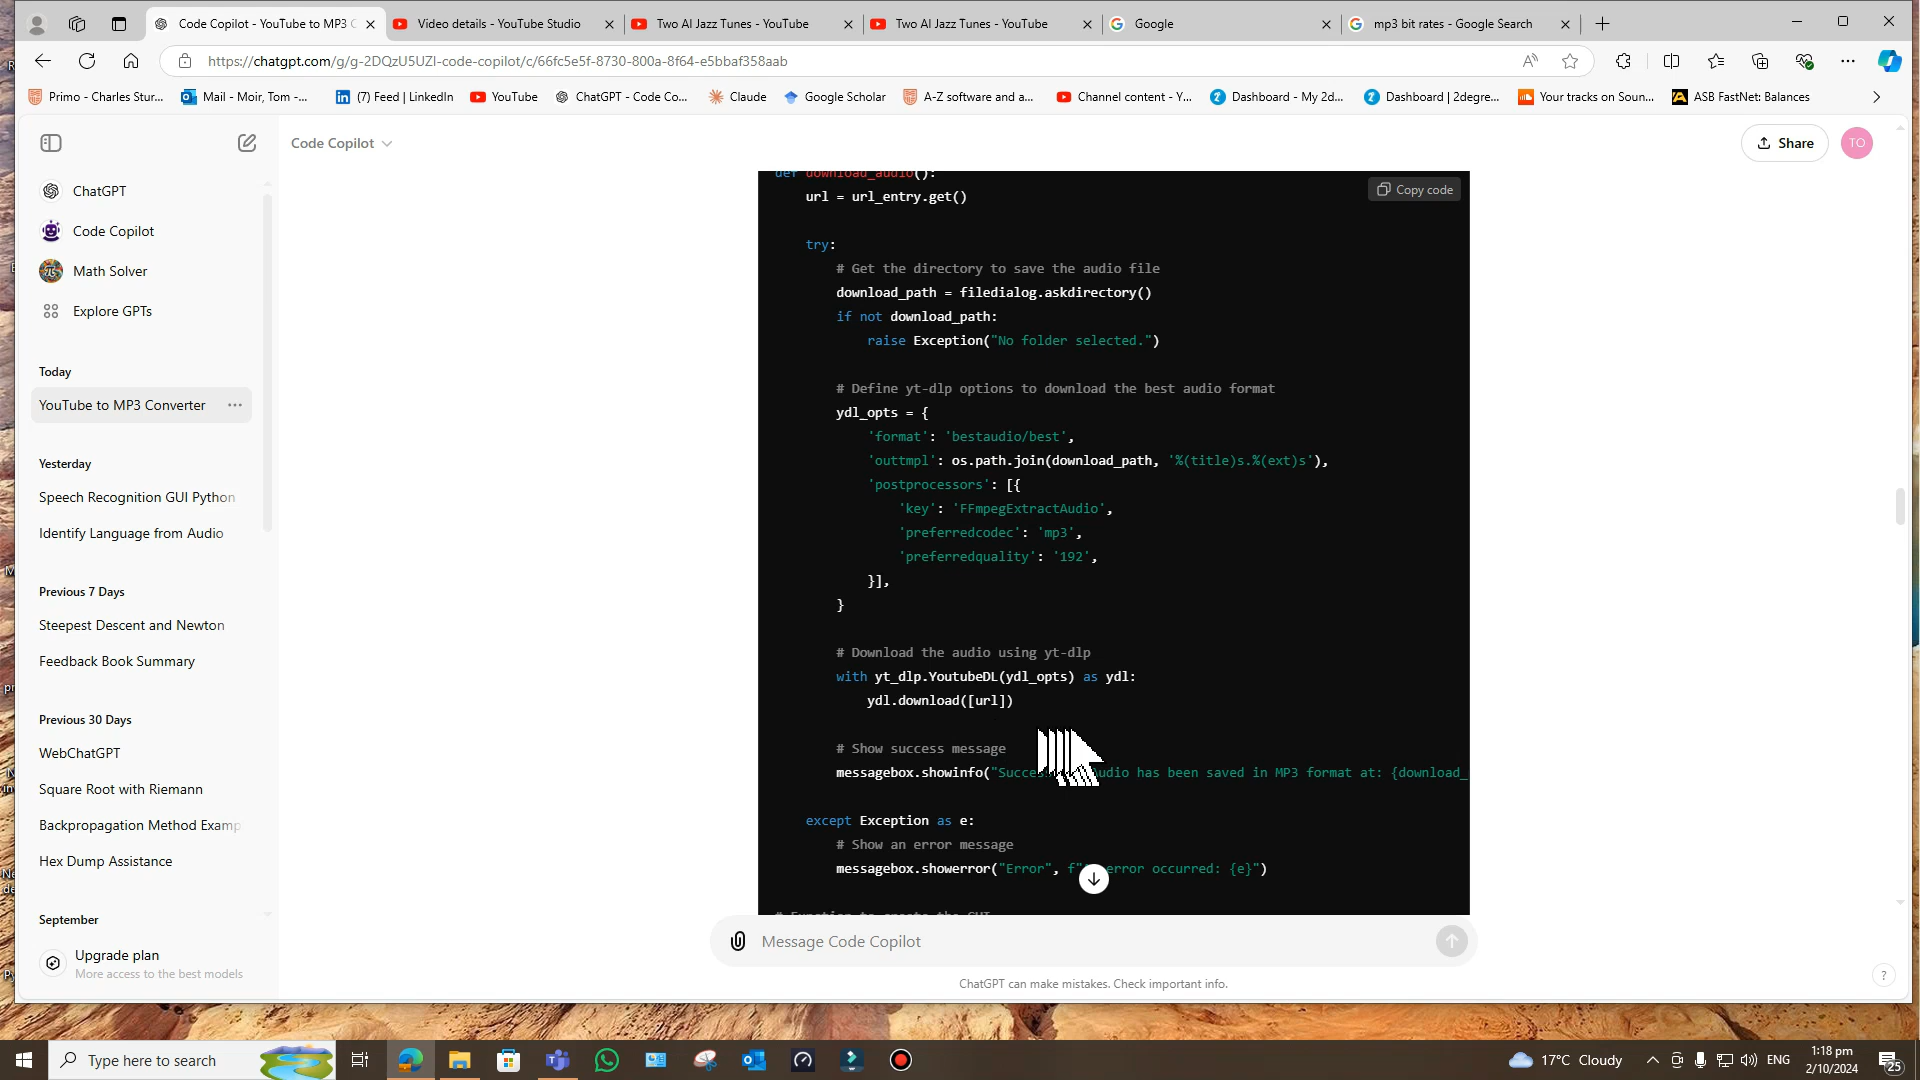 Code Copilot - YouTube to MP3 C
Video details - YouTube Studio
Two AI Jazz Tunes - YouTube
Two AI Jazz Tunes - YouTube
Google
mp3 bit rates - Google Search
https://chatgpt.com/g/g-2DQzU5UZl-code-copilot/c/66fc5e5f-8730-800a-8f64-e5bbaf358aab
Primo - Charles Stur...
Mail - Moir, Tom -...
(7) Feed | LinkedIn
YouTube
ChatGPT - Code Co...
Claude
Google Scholar
A-Z software and a...
Channel content - Y...
Dashboard - My 2d...
Dashboard | 2degre...
Your tracks on Soun...
ASB FastNet: Balances
Code Copilot
Share
TO
ChatGPT
Code Copilot
Math Solver
Explore GPTs
Today
YouTube to MP3 Converter
Yesterday
Speech Recognition GUI Python
Identify Language from Audio
Previous 7 Days
Steepest Descent and Newton
Feedback Book Summary
Previous 30 Days
WebChatGPT
Square Root with Riemann
Backpropagation Method Examp
Hex Dump Assistance
September
Upgrade plan
More access to the best models
def download_audio():
Copy code
url = url_entry.get()
try:
# Get the directory to save the audio file
download_path = filedialog.askdirectory()
if not download_path:
raise Exception("No folder selected.")
# Define yt-dlp options to download the best audio format
ydl_opts = {
'format': 'bestaudio/best',
'outtmpl': os.path.join(download_path, '%(title)s.%(ext)s'),
'postprocessors': [{
'key': 'FFmpegExtractAudio',
'preferredcodec': 'mp3',
'preferredquality': '192',
}],
}
# Download the audio using yt-dlp
with yt_dlp.YoutubeDL(ydl_opts) as ydl:
ydl.download([url])
# Show success message
messagebox.showinfo("Succe udio has been saved in MP3 format at: {download_
except Exception as e:
# Show an error message
messagebox.showerror("Error", f" error occurred: {e}")
# Function to create the GUI
Message Code Copilot
ChatGPT can make mistakes. Check important info.
?
Type here to search
17°C Cloudy
ENG
1:18 pm
2/10/2024
25